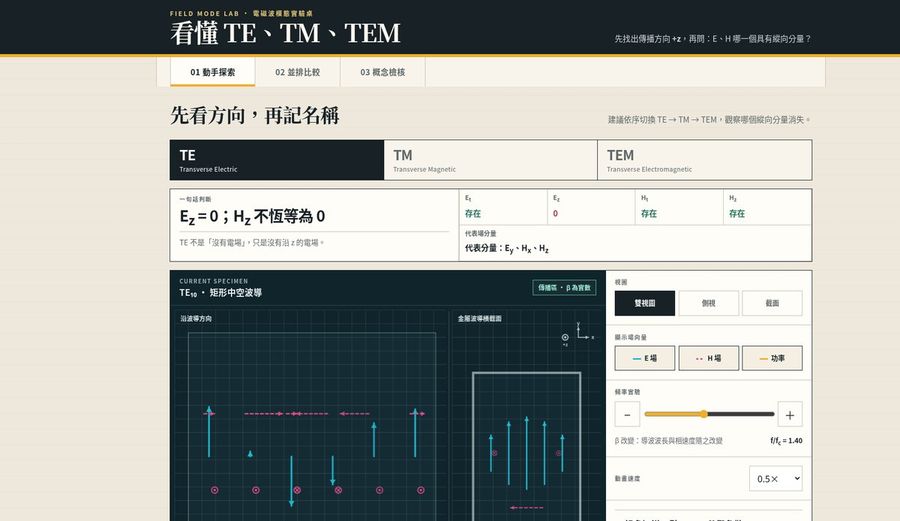 FIELD MODE LAB · 電磁波模態實驗桌
看懂 TE、TM、TEM
先找出傳播方向 +z，再問：E、H 哪一個具有縱向分量？
01 動手探索
02 並排比較
03 概念檢核
先看方向，再記名稱
建議依序切換 TE → TM → TEM，觀察哪個縱向分量消失。
TE
Transverse Electric
TM
Transverse Magnetic
TEM
Transverse Electromagnetic
一句話判斷
Ez = 0；Hz 不恆等為 0
TE 不是「沒有電場」，只是沒有沿 z 的電場。
Et
存在
Ez
0
Ht
存在
Hz
存在
代表場分量
代表分量：Ey、Hx、Hz
CURRENT SPECIMEN
TE10 · 矩形中空波導
傳播區 · β 為實數
沿波導方向
金屬波導橫截面
y
x
+z
視圖
雙視圖
側視
截面
顯示場向量
E 場
H 場
功率
頻率實驗
−
+
β 改變：導波波長與相速度隨之改變
f/fc = 1.40
動畫速度
0.5×